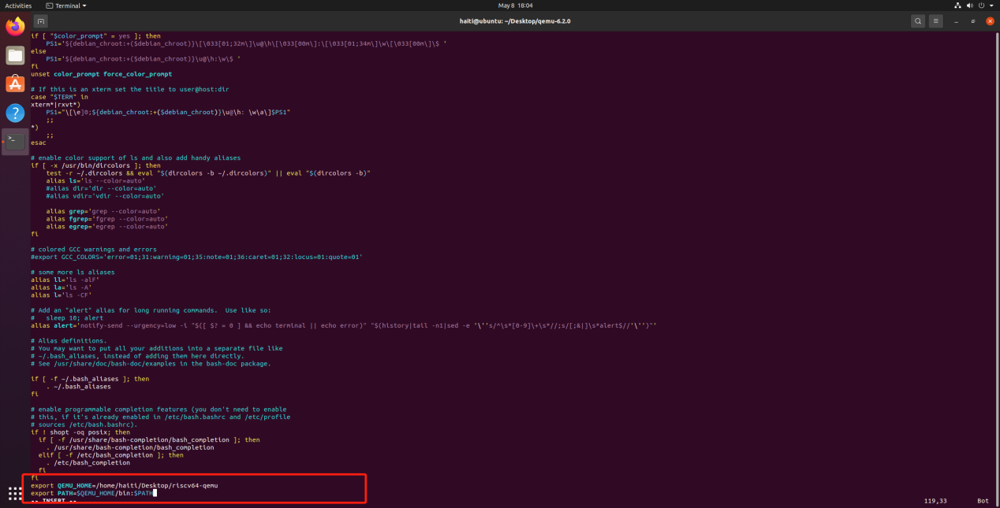 Activities
Terminal
May 8 18:04
haiti@ubuntu: ~/Desktop/qemu-6.2.0
if [ "$color_prompt" = yes ]; then
    PS1='${debian_chroot:+($debian_chroot)}\[\033[01;32m\]\u@\h\[\033[00m\]:\[\033[01;34m\]\w\[\033[00m\]\$ '
else
    PS1='${debian_chroot:+($debian_chroot)}\u@\h:\w\$ '
fi
unset color_prompt force_color_prompt
# If this is an xterm set the title to user@host:dir
case "$TERM" in
xterm*|rxvt*)
    PS1="\[\e]0;${debian_chroot:+($debian_chroot)}\u@\h: \w\a\]$PS1"
    ;;
*)
    ;;
esac
# enable color support of ls and also add handy aliases
if [ -x /usr/bin/dircolors ]; then
    test -r ~/.dircolors && eval "$(dircolors -b ~/.dircolors)" || eval "$(dircolors -b)"
    alias ls='ls --color=auto'
    #alias dir='dir --color=auto'
    #alias vdir='vdir --color=auto'
    alias grep='grep --color=auto'
    alias fgrep='fgrep --color=auto'
    alias egrep='egrep --color=auto'
fi
# colored GCC warnings and errors
#export GCC_COLORS='error=01;31:warning=01;35:note=01;36:caret=01;32:locus=01:quote=01'
# some more ls aliases
alias ll='ls -alF'
alias la='ls -A'
alias l='ls -CF'
# Add an "alert" alias for long running commands.  Use like so:
#   sleep 10; alert
alias alert='notify-send --urgency=low -i "$([ $? = 0 ] && echo terminal || echo error)" "$(history|tail -n1|sed -e '\''s/^\s*[0-9]\+\s*//;s/[;&|]\s*alert$//'\'')"'
# Alias definitions.
# You may want to put all your additions into a separate file like
# ~/.bash_aliases, instead of adding them here directly.
# See /usr/share/doc/bash-doc/examples in the bash-doc package.
if [ -f ~/.bash_aliases ]; then
    . ~/.bash_aliases
fi
# enable programmable completion features (you don't need to enable
# this, if it's already enabled in /etc/bash.bashrc and /etc/profile
# sources /etc/bash.bashrc).
if ! shopt -oq posix; then
  if [ -f /usr/share/bash-completion/bash_completion ]; then
    . /usr/share/bash-completion/bash_completion
  elif [ -f /etc/bash_completion ]; then
    . /etc/bash_completion
  fi
fi
export QEMU_HOME=/home/haiti/Desktop/riscv64-qemu
export PATH=$QEMU_HOME/bin:$PATH
-- INSERT --
119,33
Bot